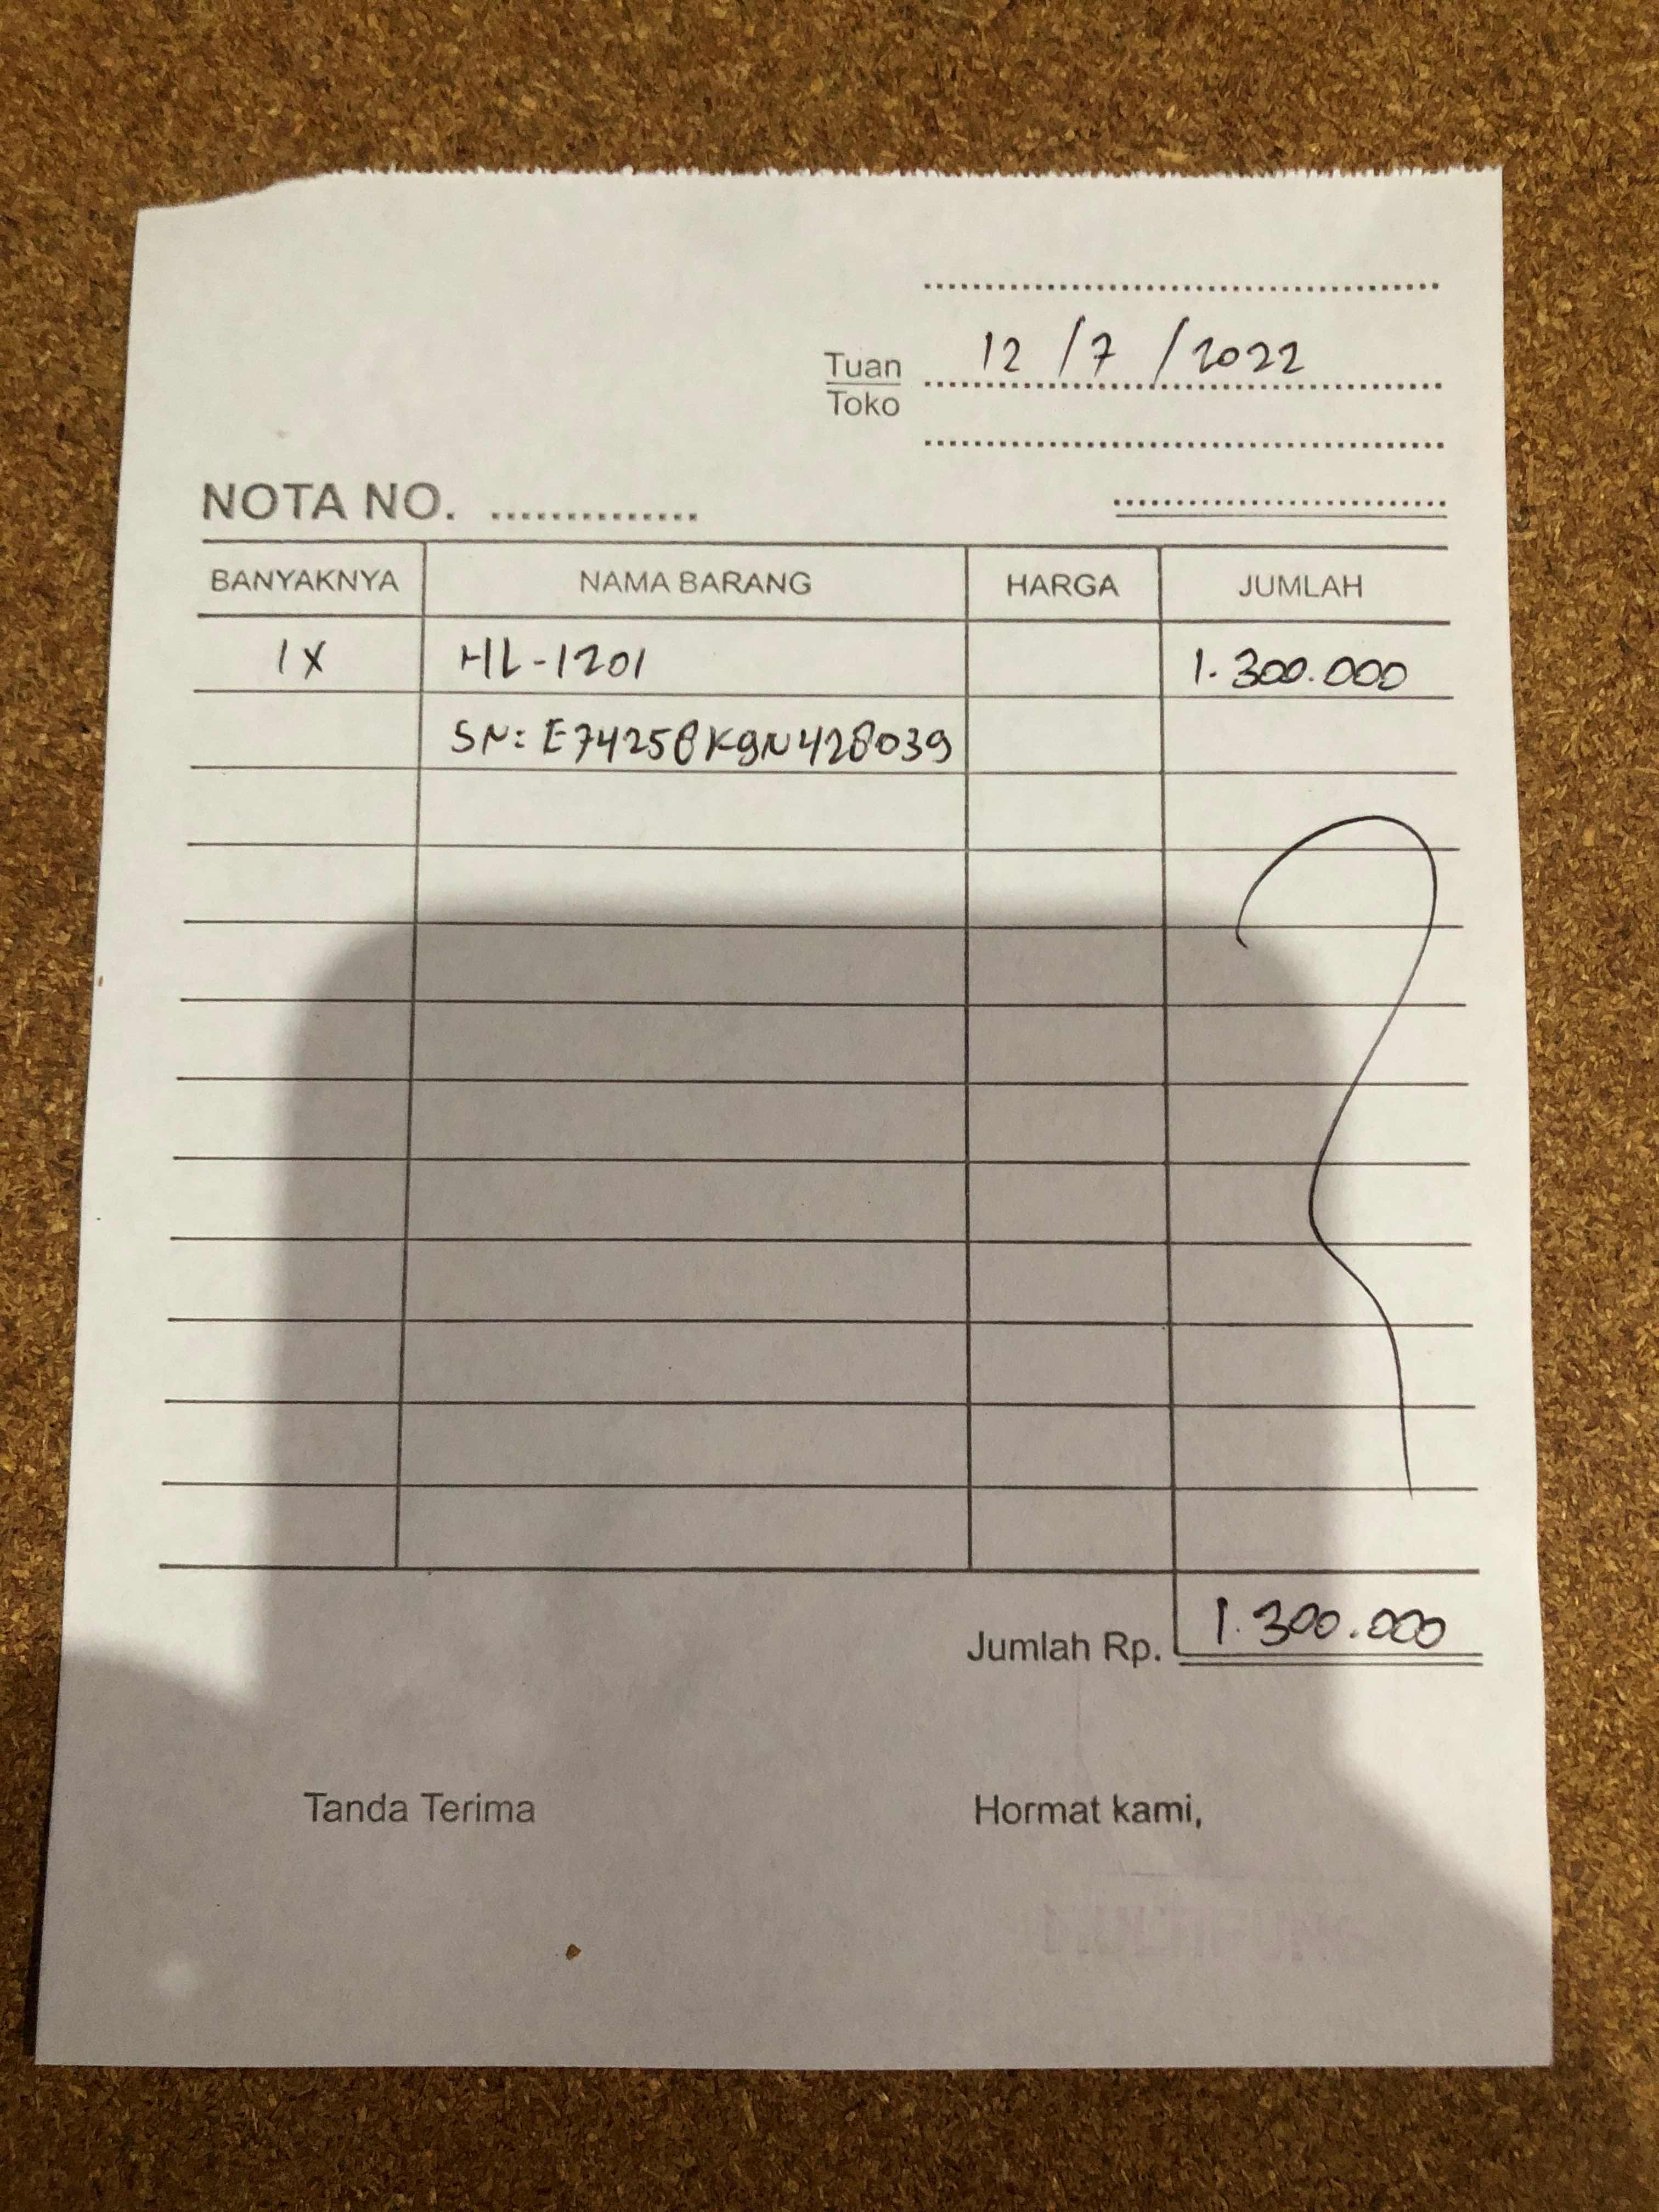 12/7/2022
Tuan
Toko
NOTA NO. ..............
BANYAKNYA NAMA BARANG HARGA JUMLAH
1X HL-1201 1.300.000
SN: E74258K9N428039
Jumlah Rp. 1.300.000
Tanda Terima Hormat kami,